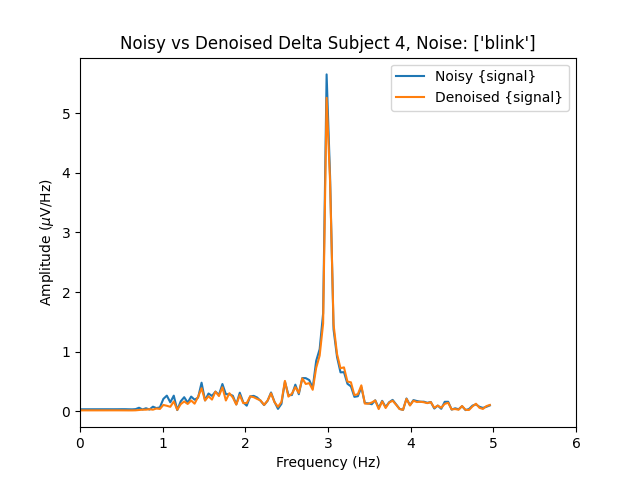 Noisy vs Denoised Delta Subject 4, Noise: ['blink']
Noisy {signal}
Denoised {signal}
Amplitude (μV/Hz)
5
4
3
2
1
0
0 1 2 3 4 5 6
Frequency (Hz)